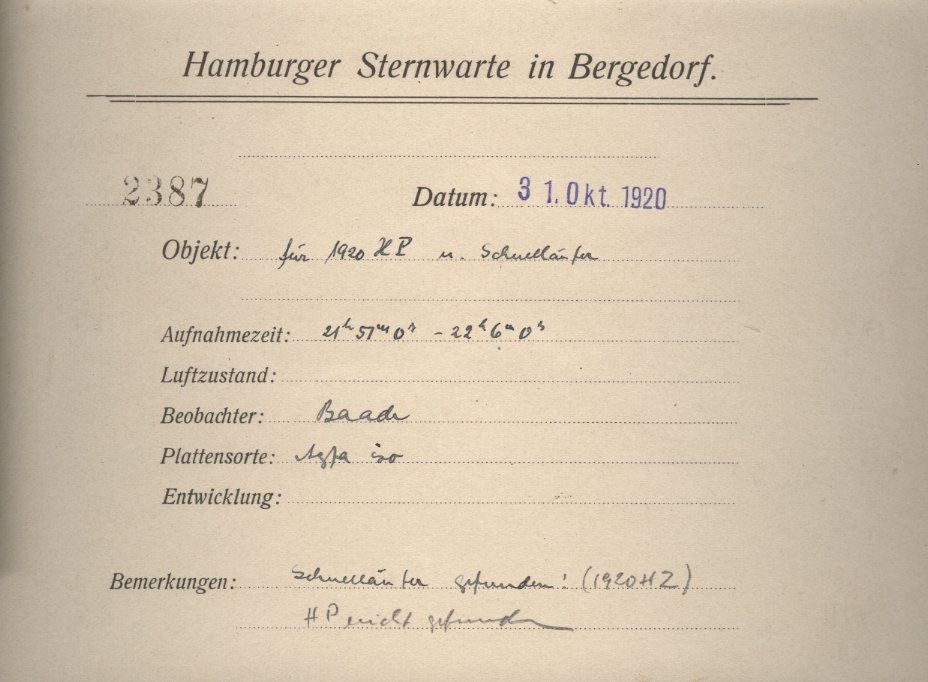 Hamburger Sternwarte in Bergedorf.
2387 Datum: 31. Okt. 1920
Objekt: für 1920 HP u. Schnelläufer
Aufnahmezeit: 21h 51m 0s - 22h 6m 0s
Luftzustand:
Beobachter: Baade
Plattensorte: Agfa iso
Entwicklung:
Bemerkungen: Schnelläufer gefunden! (1920 HZ)
HP nicht gefunden